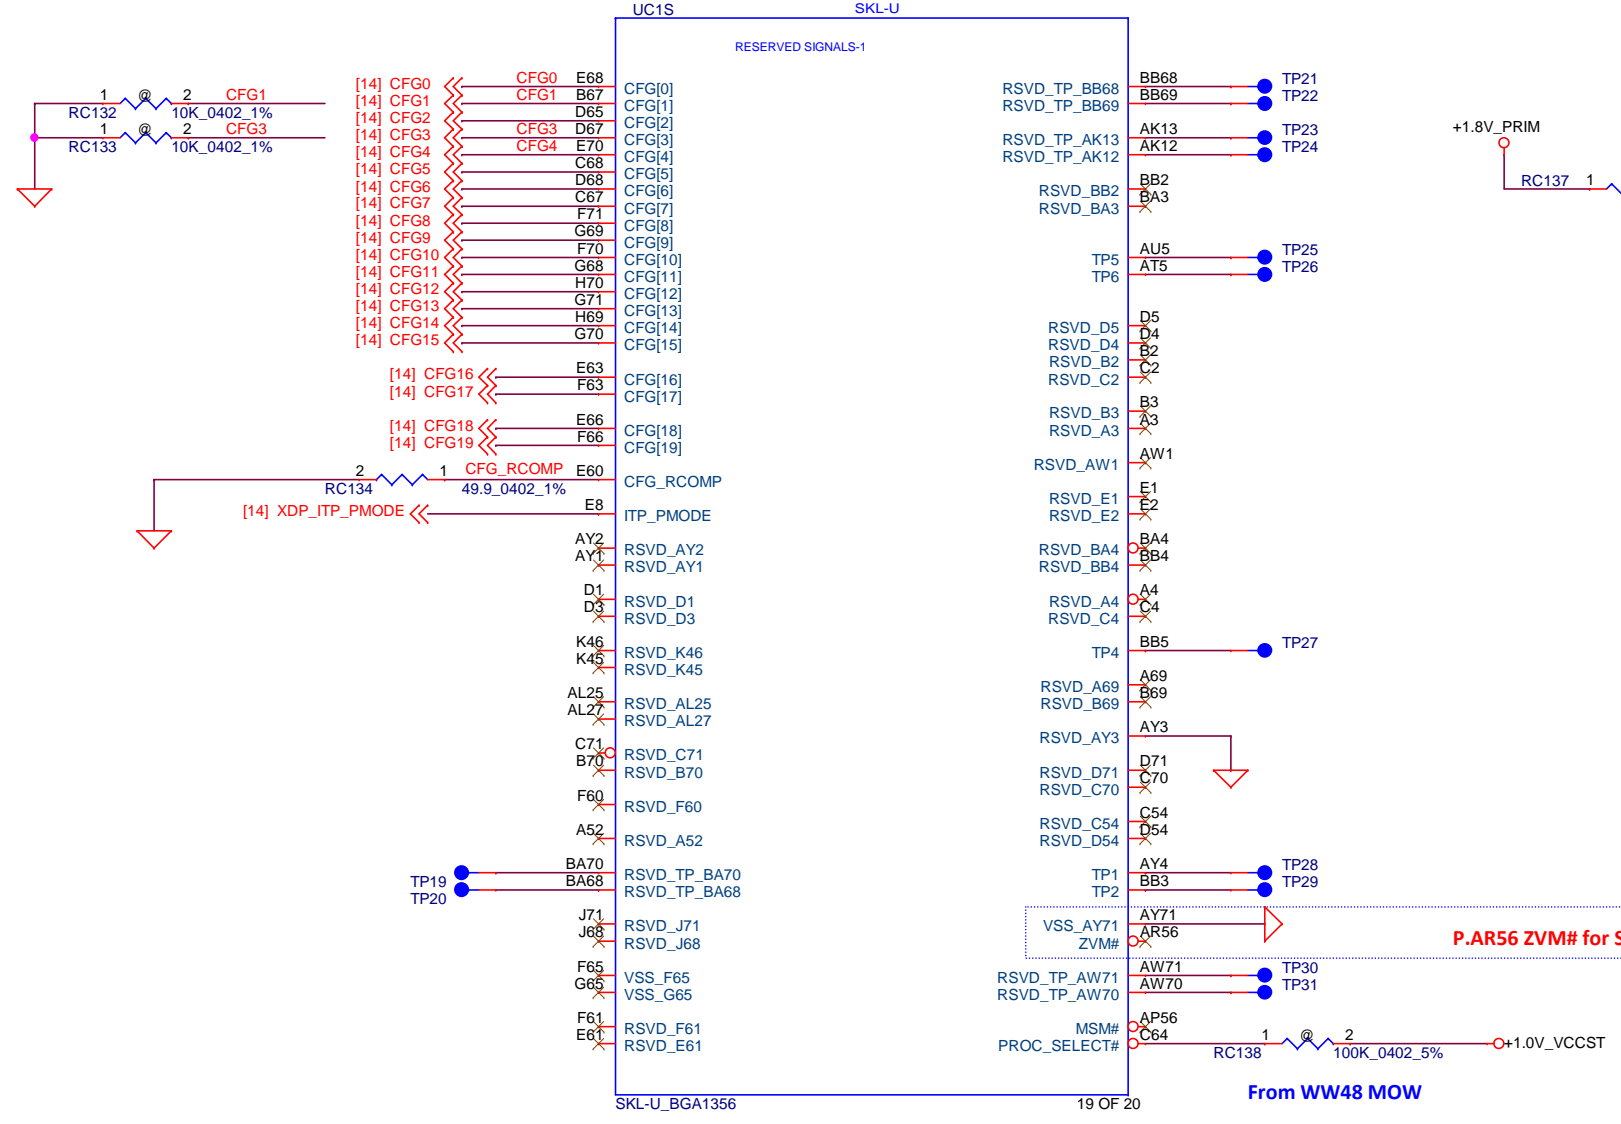 UC1S
SKL-U
RESERVED SIGNALS-1
1 @ 2 CFG1
RC132 10K_0402_1%
1 @ 2 CFG3
RC133 10K_0402_1%
[14] CFG0 CFG0 E68 CFG[0]
[14] CFG1 CFG1 B67 CFG[1]
[14] CFG2 D65 CFG[2]
[14] CFG3 CFG3 D67 CFG[3]
[14] CFG4 CFG4 E70 CFG[4]
[14] CFG5 C68 CFG[5]
[14] CFG6 D68 CFG[6]
[14] CFG7 C67 CFG[7]
[14] CFG8 F71 CFG[8]
[14] CFG9 G69 CFG[9]
[14] CFG10 F70 CFG[10]
[14] CFG11 G68 CFG[11]
[14] CFG12 H70 CFG[12]
[14] CFG13 G71 CFG[13]
[14] CFG14 H69 CFG[14]
[14] CFG15 G70 CFG[15]
[14] CFG16 E63 CFG[16]
[14] CFG17 F63 CFG[17]
[14] CFG18 E66 CFG[18]
[14] CFG19 F66 CFG[19]
2 1 CFG_RCOMP E60 CFG_RCOMP
RC134 49.9_0402_1%
[14] XDP_ITP_PMODE E8 ITP_PMODE
AY2 RSVD_AY2
AY1 RSVD_AY1
D1 RSVD_D1
D3 RSVD_D3
K46 RSVD_K46
K45 RSVD_K45
AL25 RSVD_AL25
AL27 RSVD_AL27
C71 RSVD_C71
B70 RSVD_B70
F60 RSVD_F60
A52 RSVD_A52
TP19 BA70 RSVD_TP_BA70
TP20 BA68 RSVD_TP_BA68
J71 RSVD_J71
J68 RSVD_J68
F65 VSS_F65
G65 VSS_G65
F61 RSVD_F61
E61 RSVD_E61
RSVD_TP_BB68 BB68 TP21
RSVD_TP_BB69 BB69 TP22
RSVD_TP_AK13 AK13 TP23
RSVD_TP_AK12 AK12 TP24
RSVD_BB2 BB2
RSVD_BA3 BA3
TP5 AU5 TP25
TP6 AT5 TP26
RSVD_D5 D5
RSVD_D4 D4
RSVD_B2 B2
RSVD_C2 C2
RSVD_B3 B3
RSVD_A3 A3
RSVD_AW1 AW1
RSVD_E1 E1
RSVD_E2 E2
RSVD_BA4 BA4
RSVD_BB4 BB4
RSVD_A4 A4
RSVD_C4 C4
TP4 BB5 TP27
RSVD_A69 A69
RSVD_B69 B69
RSVD_AY3 AY3
RSVD_D71 D71
RSVD_C70 C70
RSVD_C54 C54
RSVD_D54 D54
TP1 AY4 TP28
TP2 BB3 TP29
VSS_AY71 AY71
ZVM# AR56
P.AR56 ZVM# for S
RSVD_TP_AW71 AW71 TP30
RSVD_TP_AW70 AW70 TP31
MSM# AP56
PROC_SELECT# C64 1 @ 2 +1.0V_VCCST
RC138 100K_0402_5%
From WW48 MOW
+1.8V_PRIM
RC137 1
SKL-U_BGA1356
19 OF 20